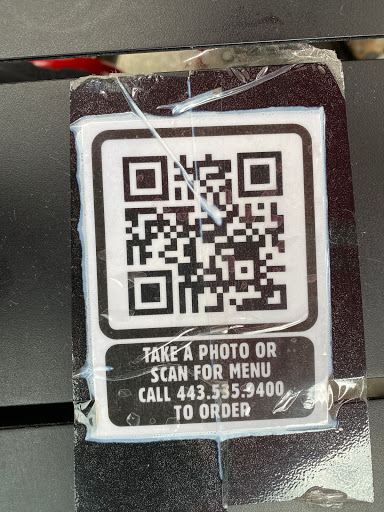 TAKE A PHOTO OR
SCAN FOR MENU
CALL 443.535.9400
TO ORDER